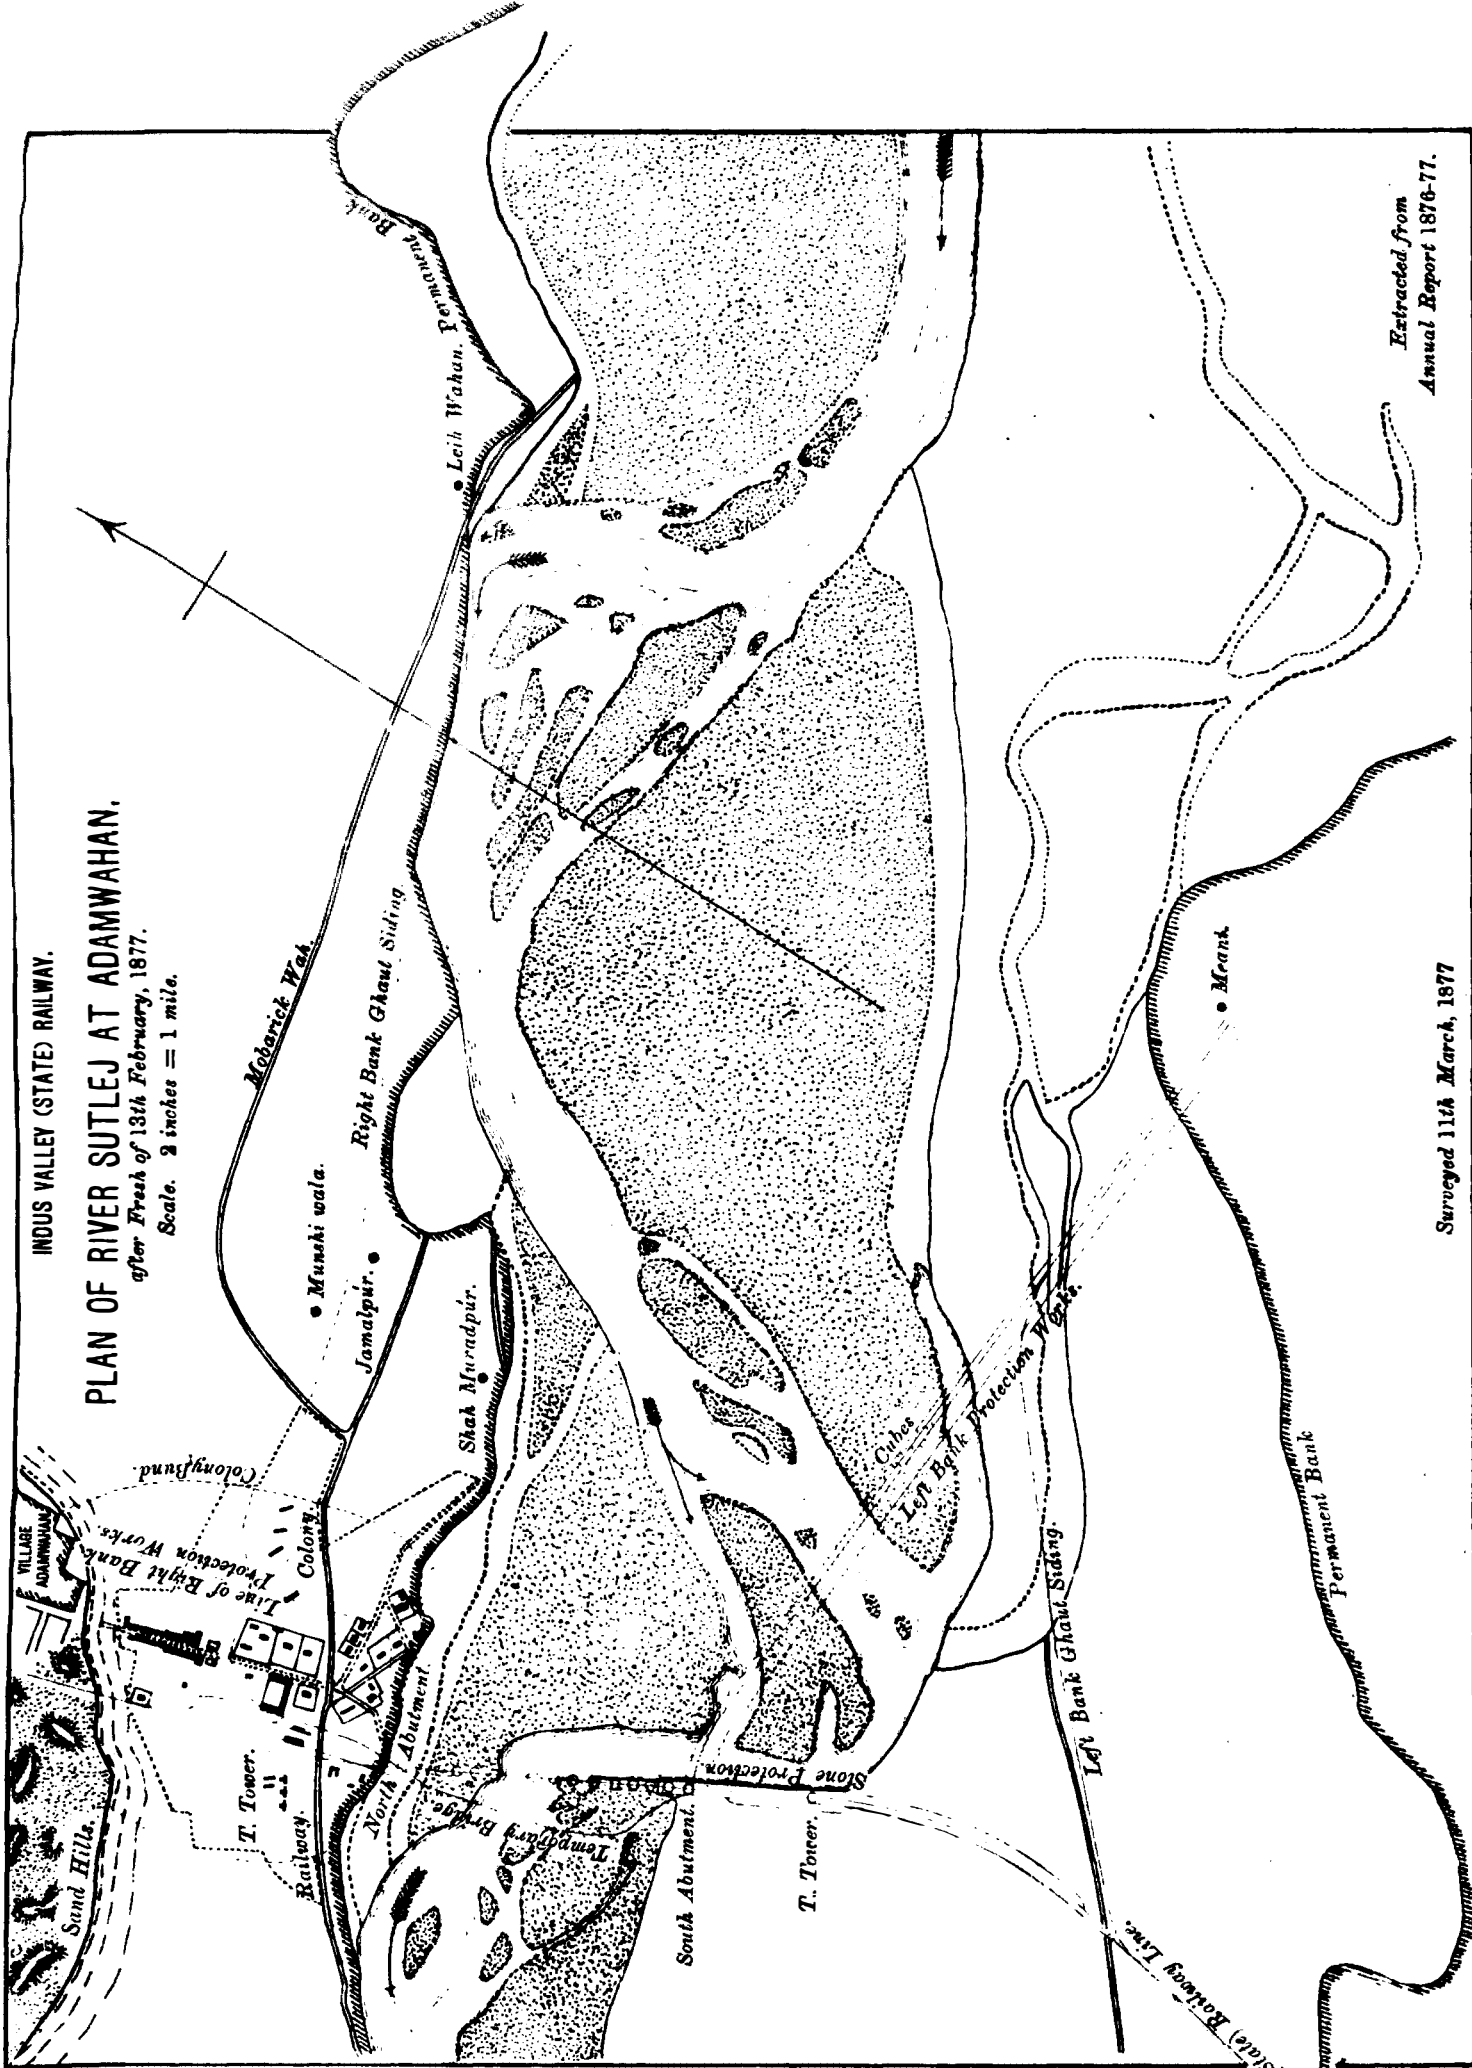 INDUS VALLEY (STATE) RAILWAY.
PLAN OF RIVER SUTLEJ AT ADAMWAHAN.
after Fresh of 13th February, 1877.
Scale. 2 inches = 1 mile.
VILLAGE
ADAMWAHAN
Sand Hills.
Colony Bund.
Line of Right Bank
Protection Works.
Colony.
T. Tower.
Railway.
Mobarick Wah.
Munshi wala.
Jamalpúr.
Right Bank Ghaut Siding
Shah Muradpúr.
Leih Wahan.
Permanent Bank
North Abutment
Temporary Bridge
Stone Protection
South Abutment.
T. Tower.
Cubes
Left Bank Protection Works.
Left Bank Ghaut Siding.
Meani.
Permanent Bank
State) Railway Line.
Surveyed 11th March, 1877
Extracted from
Annual Report 1876-77.